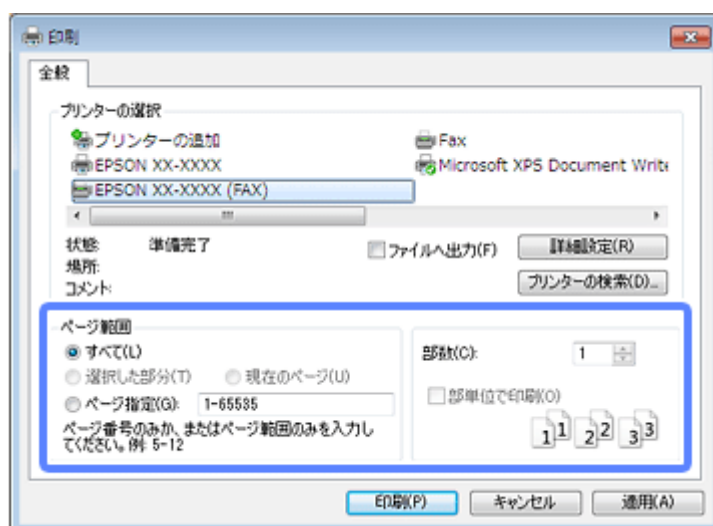 印刷
全般
プリンターの選択
プリンターの追加
Fax
EPSON XX-XXXX
Microsoft XPS Document Write
EPSON XX-XXXX (FAX)
状態: 準備完了
ファイルへ出力(F)
詳細設定(R)
場所:
コメント:
プリンターの検索(D)...
ページ範囲
すべて(L)
選択した部分(T)
現在のページ(U)
ページ指定(G): 1-65535
ページ番号のみか、またはページ範囲のみを入力し
てください。例: 5-12
部数(C): 1
部単位で印刷(O)
1 1 2 2 3 3
印刷(P)
キャンセル
適用(A)